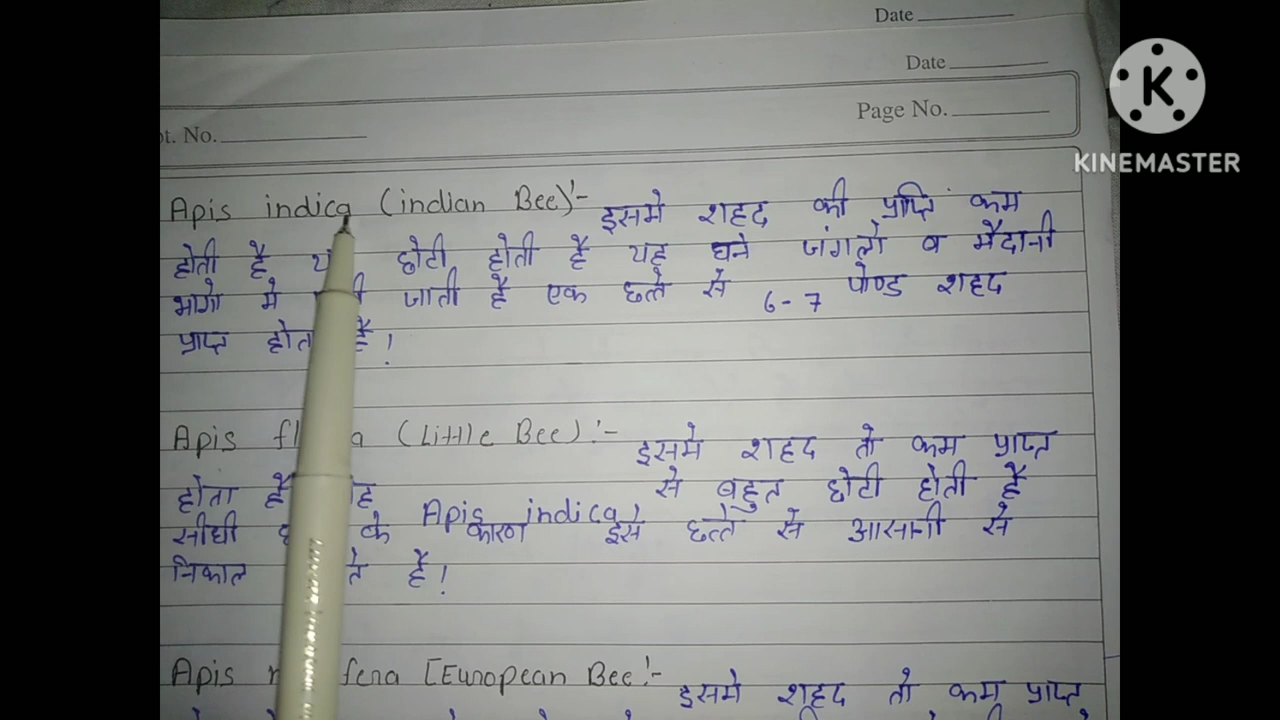 Date
Date
Page No.
t. No.
KINEMASTER
Apis indica (indian Bee)!- इसमे शहद की प्राप्ति कम
होती है छोटी होती है यह घने जंगलो व मैदानी
भागो मे जाती है एक छत्ते से 6-7 पोण्ड शहद
प्राप्त होता है!
Apis (Little Bee)!- इसमे शहद तो कम प्राप्त
होता है Apis indica से बहुत छोटी होती है
सीधी के कारण इसे छत्ते से आसानी से
निकाल है!
Apis [European Bee!- इसमे शहद तो कम प्राप्त